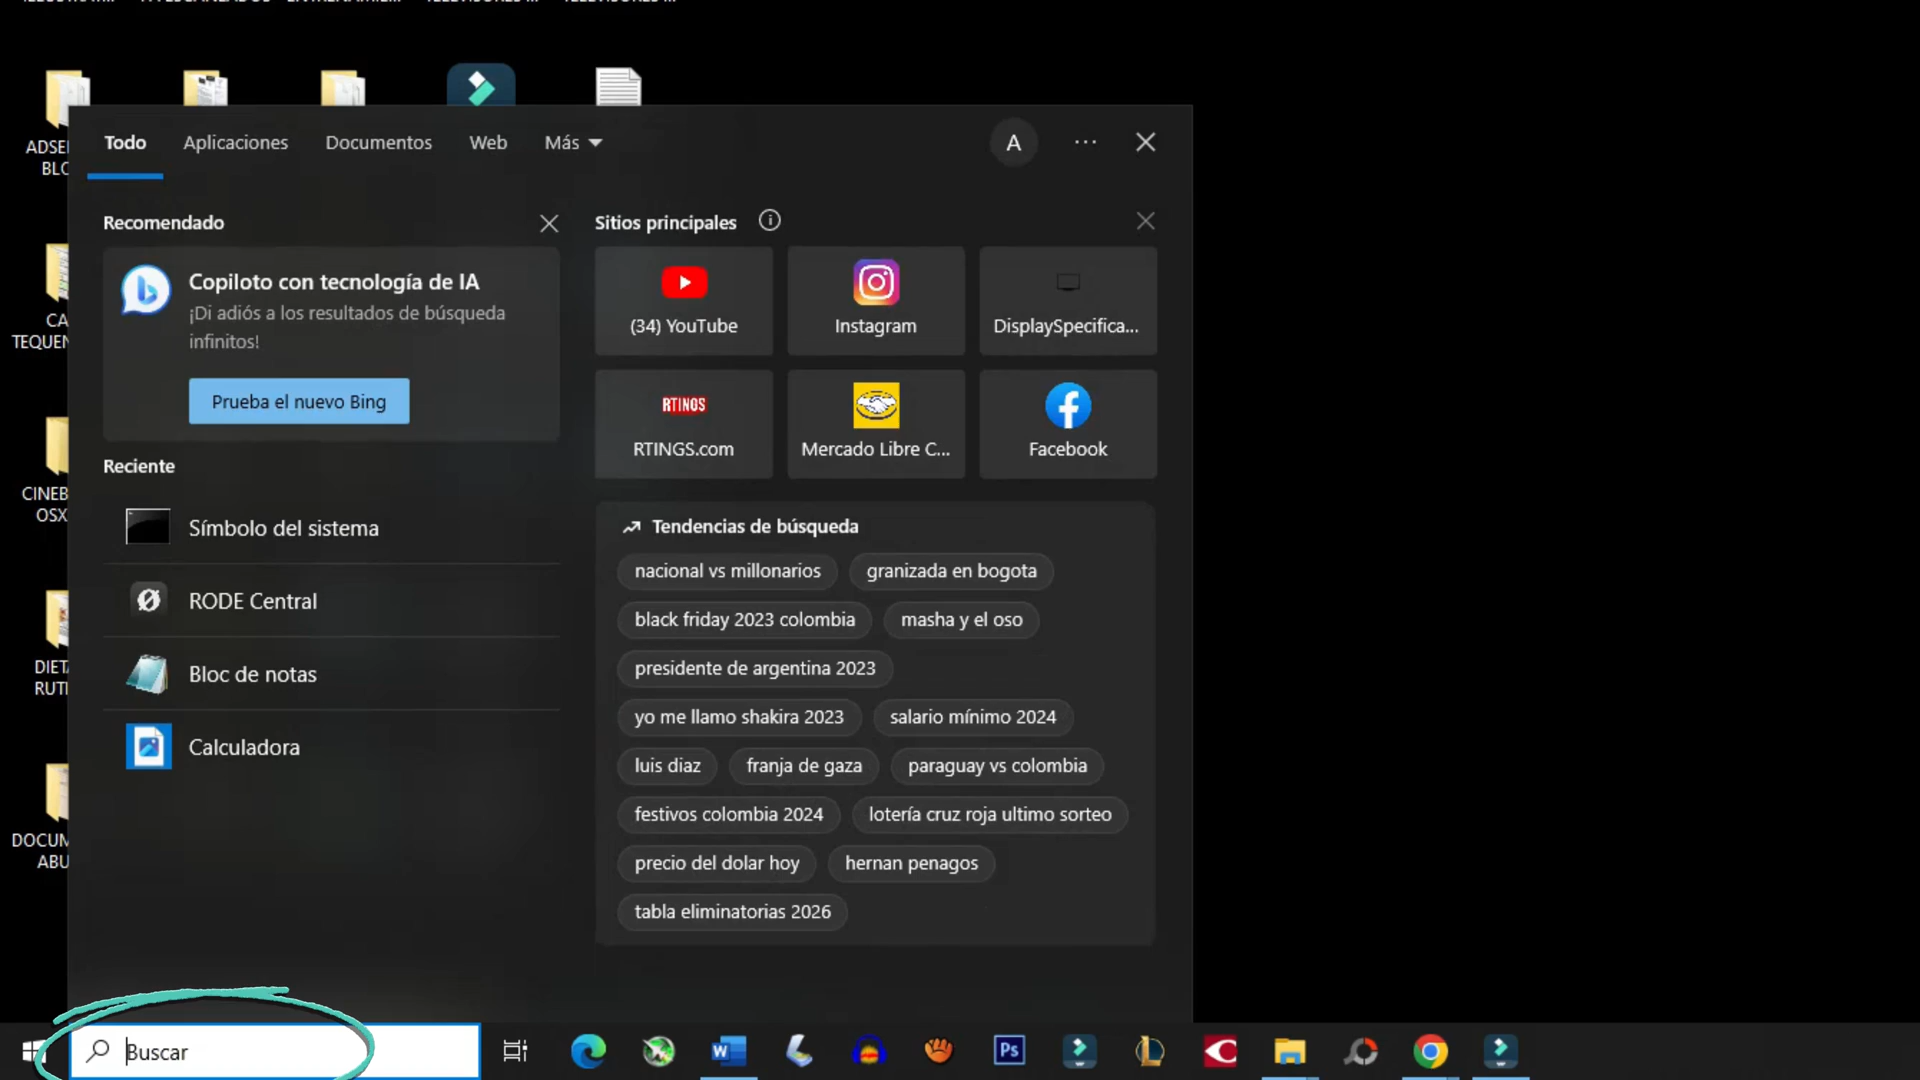 Todo Aplicaciones Documentos Web Más A
Recomendado
Copiloto con tecnología de IA
¡Di adiós a los resultados de búsqueda
infinitos!
Prueba el nuevo Bing
Reciente
Símbolo del sistema
RODE Central
Bloc de notas
Calculadora
Sitios principales
(34) YouTube Instagram DisplaySpecifica...
RTINGS
RTINGS.com Mercado Libre C... Facebook
Tendencias de búsqueda
nacional vs millonarios granizada en bogota
black friday 2023 colombia masha y el oso
presidente de argentina 2023
yo me llamo shakira 2023 salario mínimo 2024
luis diaz franja de gaza paraguay vs colombia
festivos colombia 2024 lotería cruz roja ultimo sorteo
precio del dolar hoy hernan penagos
tabla eliminatorias 2026
ADSE
BLO
CA
TEQUEN
CINEB
OSX
DIETA
RUTI
DOCUM
ABU
Buscar
W Ps